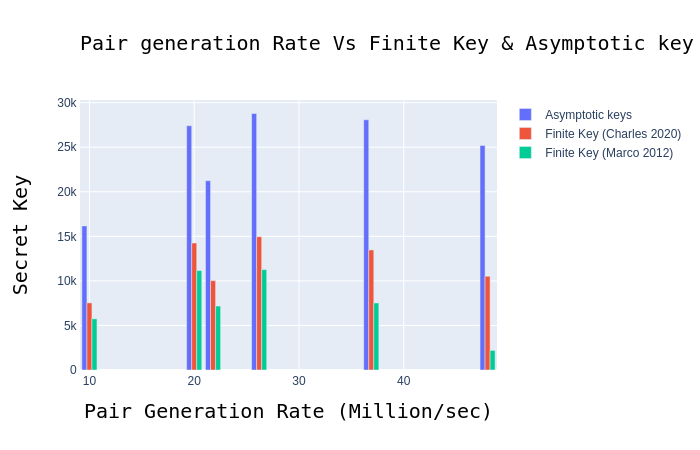 Pair generation Rate Vs Finite Key & Asymptotic key
30k
25k
20k
15k
10k
5k
0
Secret Key
10
20
30
40
Pair Generation Rate (Million/sec)
Asymptotic keys
Finite Key (Charles 2020)
Finite Key (Marco 2012)